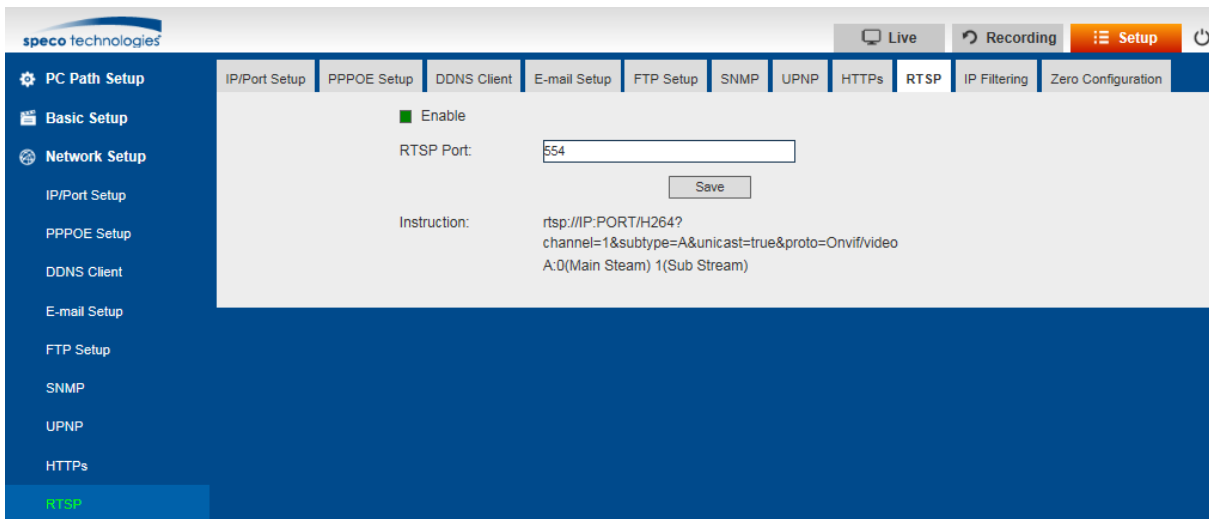 speco technologies
Live
Recording
Setup
PC Path Setup
Basic Setup
Network Setup
IP/Port Setup
PPPOE Setup
DDNS Client
E-mail Setup
FTP Setup
SNMP
UPNP
HTTPs
RTSP
IP/Port Setup
PPPOE Setup
DDNS Client
E-mail Setup
FTP Setup
SNMP
UPNP
HTTPs
RTSP
IP Filtering
Zero Configuration
Enable
RTSP Port: 554
Save
Instruction: rtsp://IP:PORT/H264?
channel=1&subtype=A&unicast=true&proto=Onvif/video
A:0(Main Steam) 1(Sub Stream)